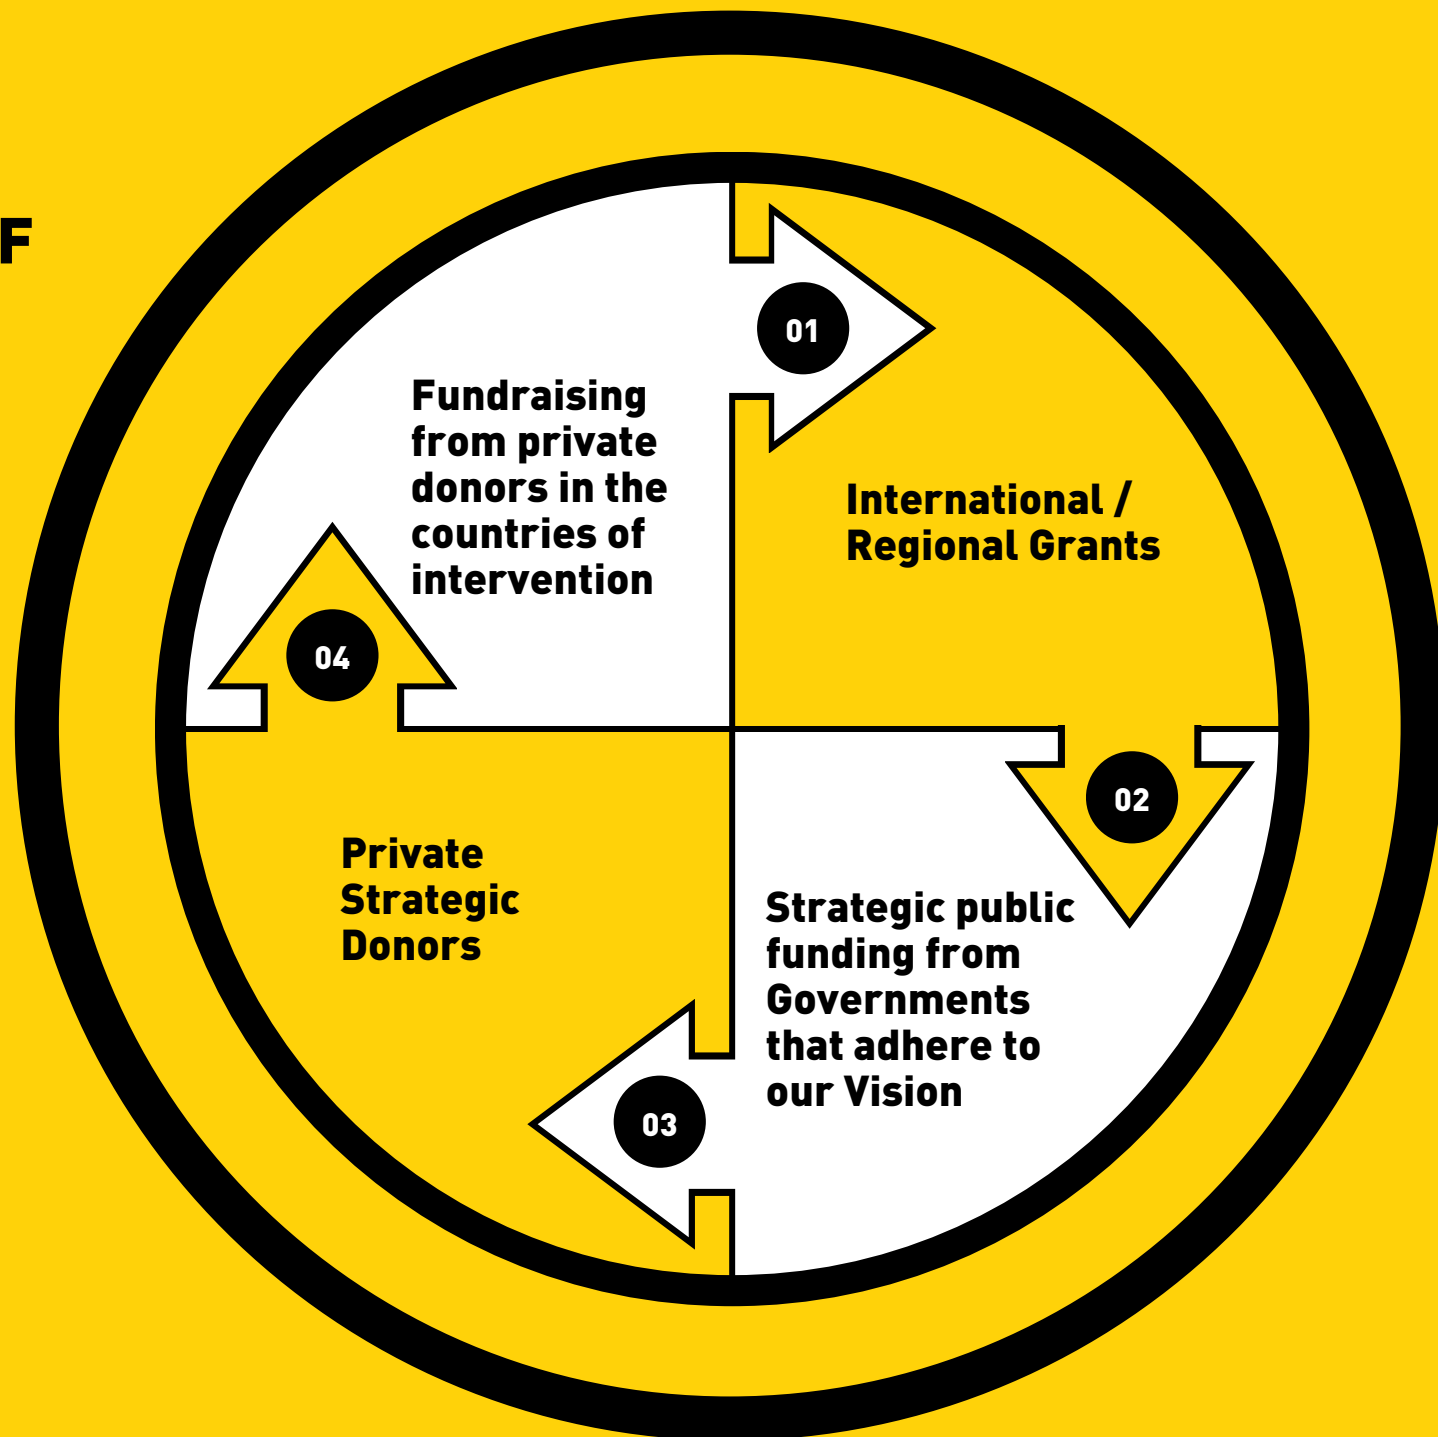 F
01
International /
Regional Grants
02
Strategic public
funding from
Governments
that adhere to
our Vision
03
Private
Strategic
Donors
04
Fundraising
from private
donors in the
countries of
intervention